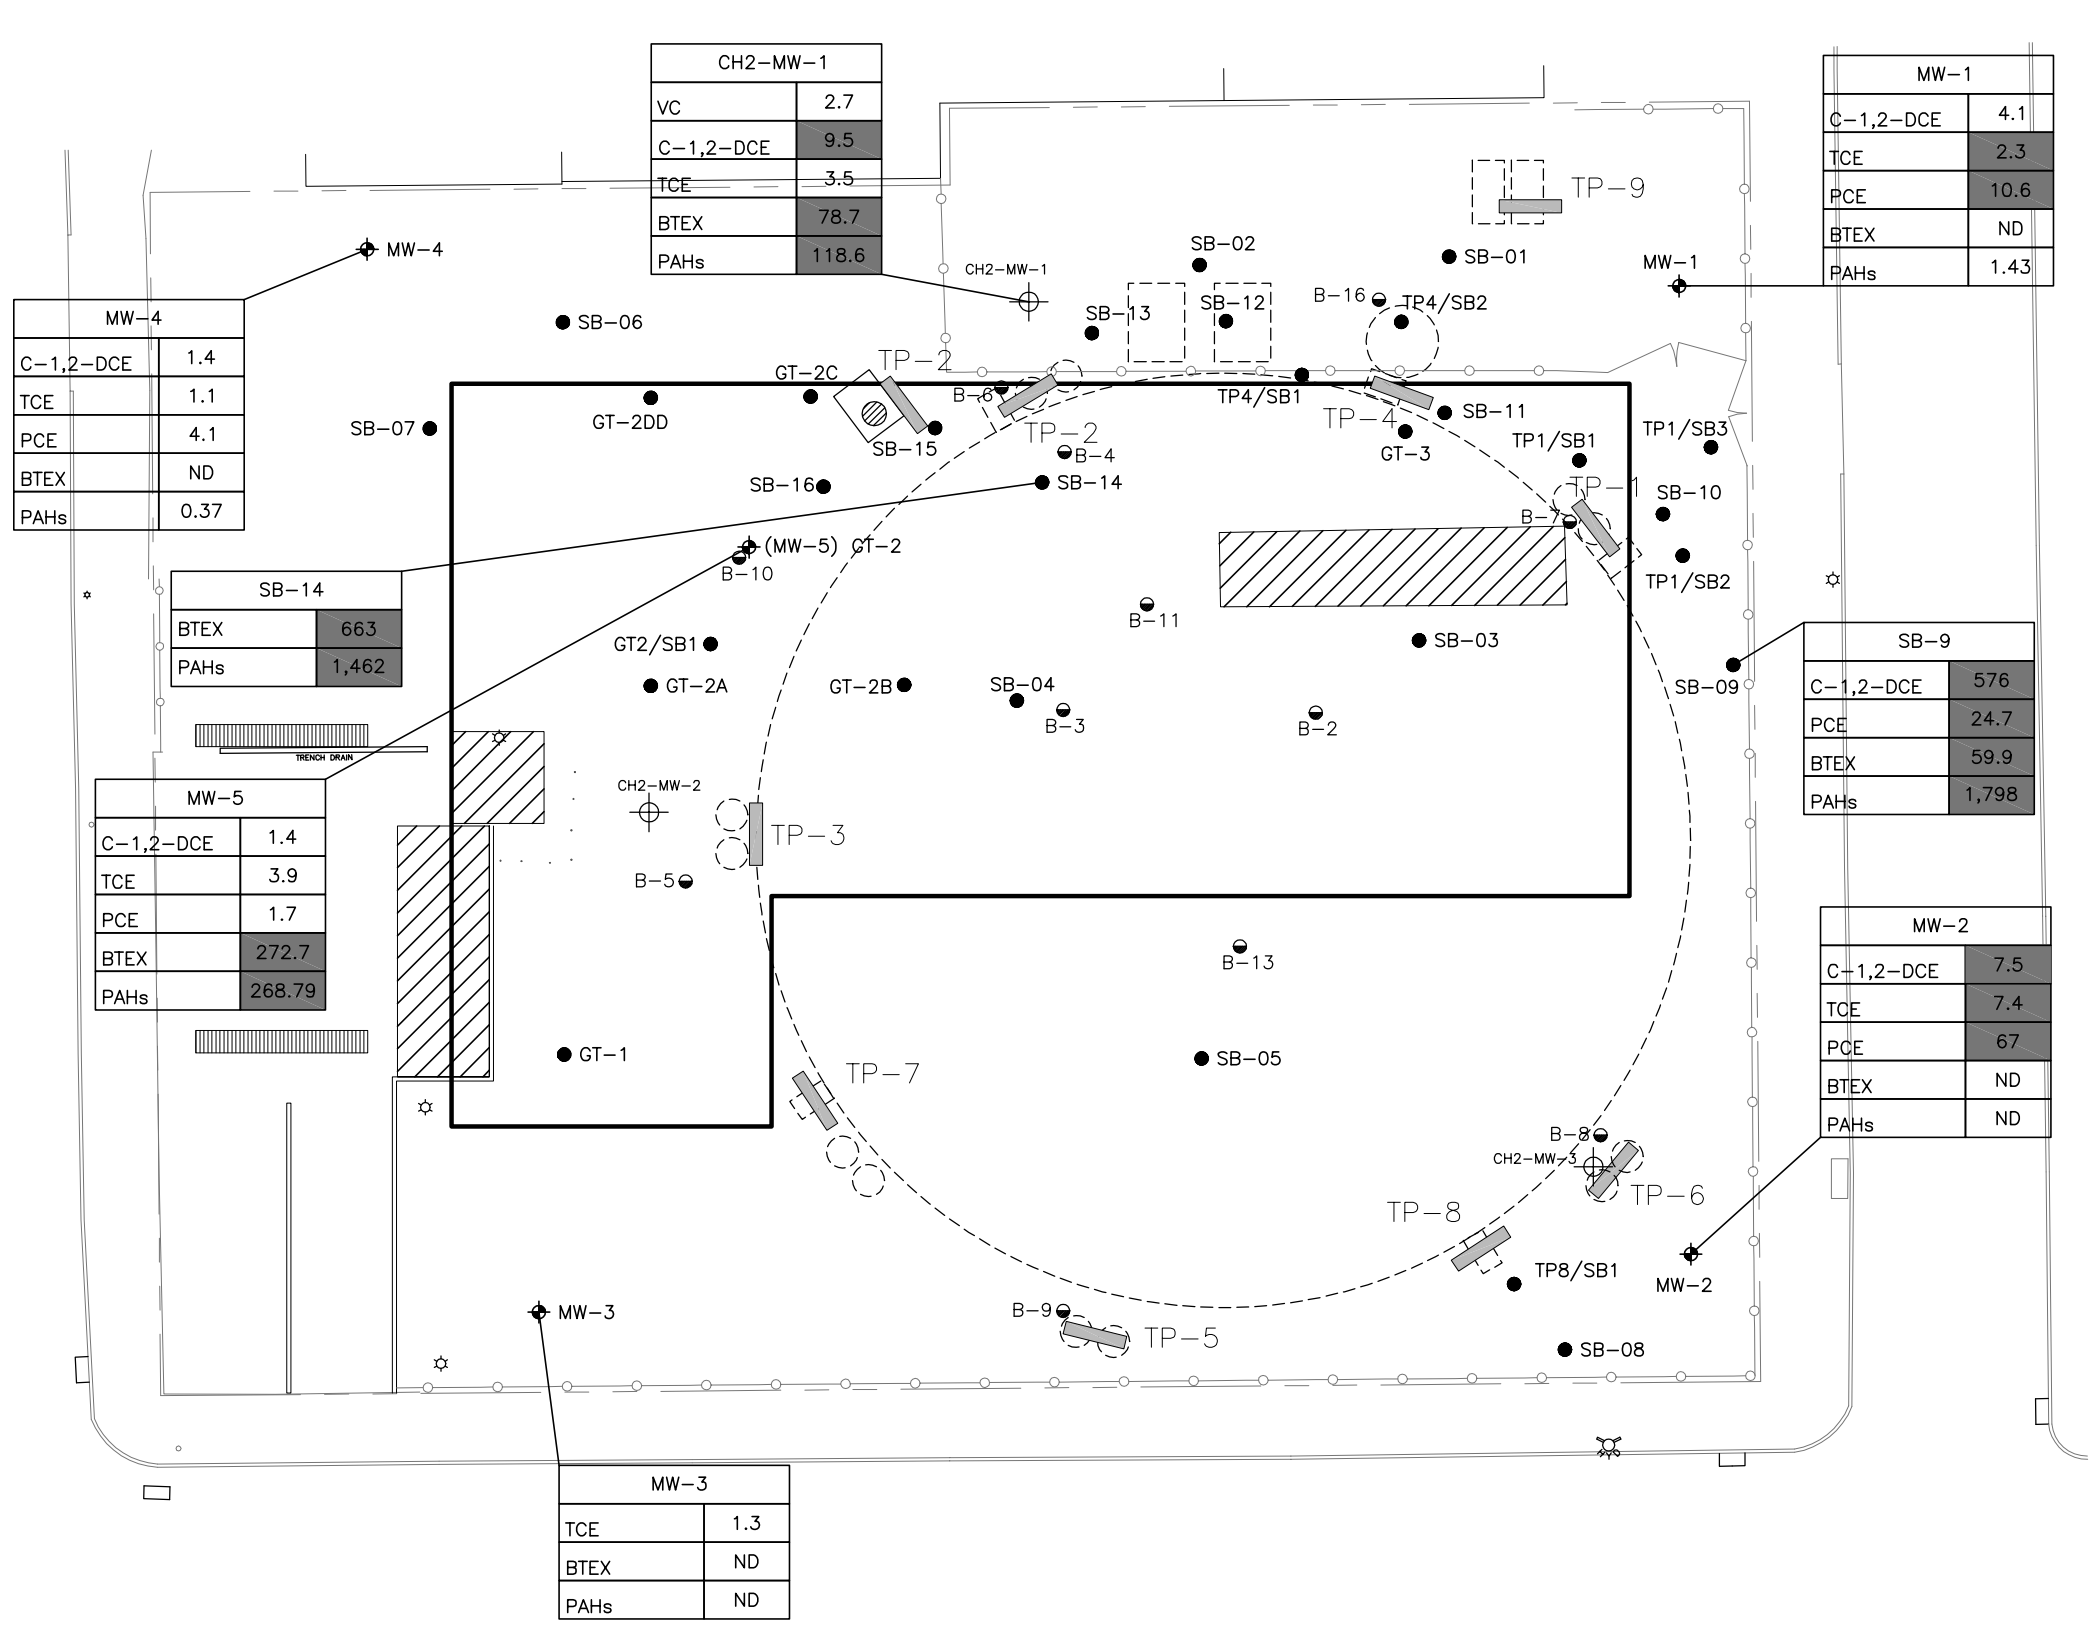 CH2-MW-1
VC 2.7
C-1,2-DCE 9.5
TCE 3.5
BTEX 78.7
PAHs 118.6
MW-1
C-1,2-DCE 4.1
TCE 2.3
PCE 10.6
BTEX ND
PAHs 1.43
MW-4
MW-4
C-1,2-DCE 1.4
TCE 1.1
PCE 4.1
BTEX ND
PAHs 0.37
TP-9
SB-02
SB-01
CH2-MW-1
MW-1
SB-06
SB-13
SB-12
B-16
TP4/SB2
TP-2
GT-2C
GT-2DD
B-6
TP4/SB1
TP-4
SB-11
SB-07
SB-15
TP-2
B-4
GT-3
TP1/SB1
TP1/SB3
SB-16
SB-14
TP-1
SB-10
B-7
(MW-5) GT-2
B-10
TP1/SB2
SB-14
BTEX 663
PAHs 1,462
B-11
GT2/SB1
SB-03
GT-2A
GT-2B
SB-04
B-3
B-2
SB-09
SB-9
C-1,2-DCE 576
PCE 24.7
BTEX 59.9
PAHs 1,798
TRENCH DRAIN
CH2-MW-2
TP-3
B-5
MW-5
C-1,2-DCE 1.4
TCE 3.9
PCE 1.7
BTEX 272.7
PAHs 268.79
MW-2
C-1,2-DCE 7.5
TCE 7.4
PCE 67
BTEX ND
PAHs ND
B-13
GT-1
SB-05
TP-7
B-8
CH2-MW-3
TP-6
TP-8
TP8/SB1
MW-2
MW-3
B-9
TP-5
SB-08
MW-3
TCE 1.3
BTEX ND
PAHs ND